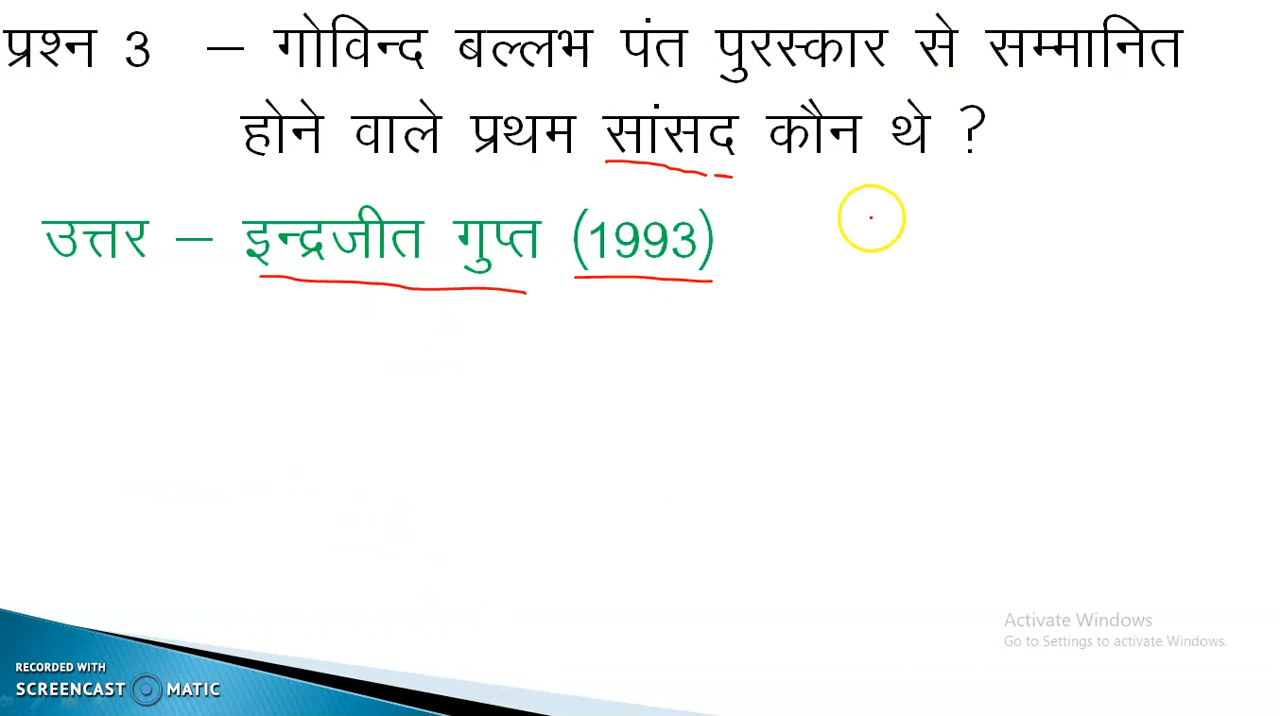 प्रश्न 3 – गोविन्द बल्लभ पंत पुरस्कार से सम्मानित
होने वाले प्रथम सांसद कौन थे ?
उत्तर – इन्द्रजीत गुप्त (1993)
Activate Windows
Go to Settings to activate Windows.
RECORDED WITH
SCREENCAST MATIC